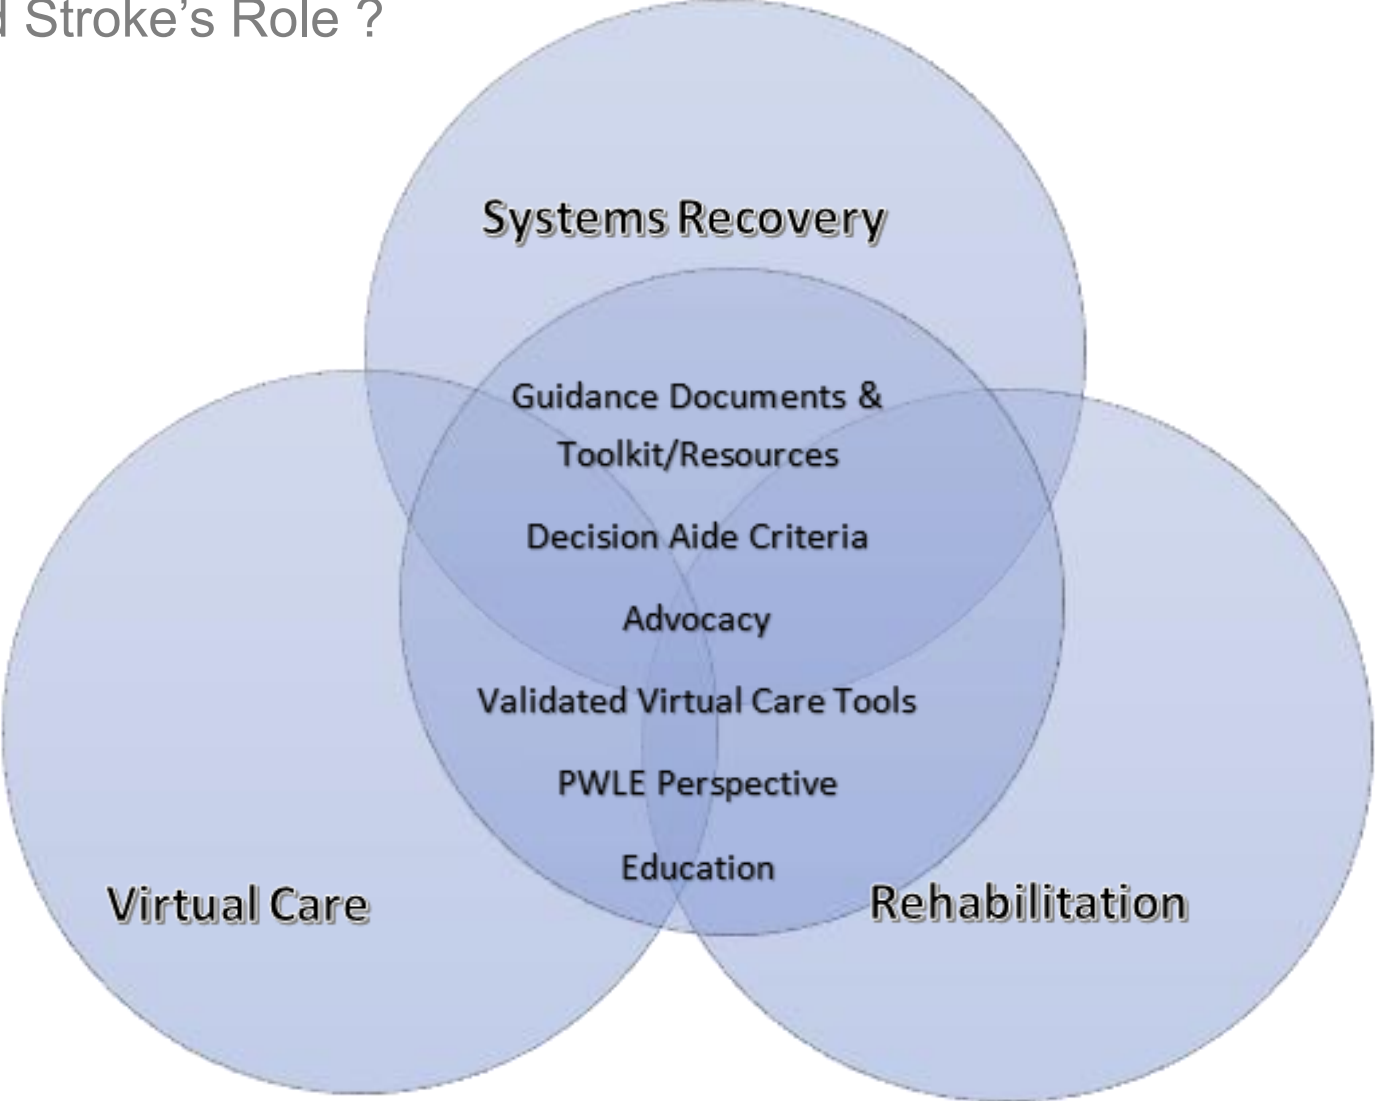 Stroke's Role ?
Systems Recovery
Guidance Documents &
Toolkit/Resources
Decision Aide Criteria
Advocacy
Validated Virtual Care Tools
PWLE Perspective
Education
Virtual Care
Rehabilitation